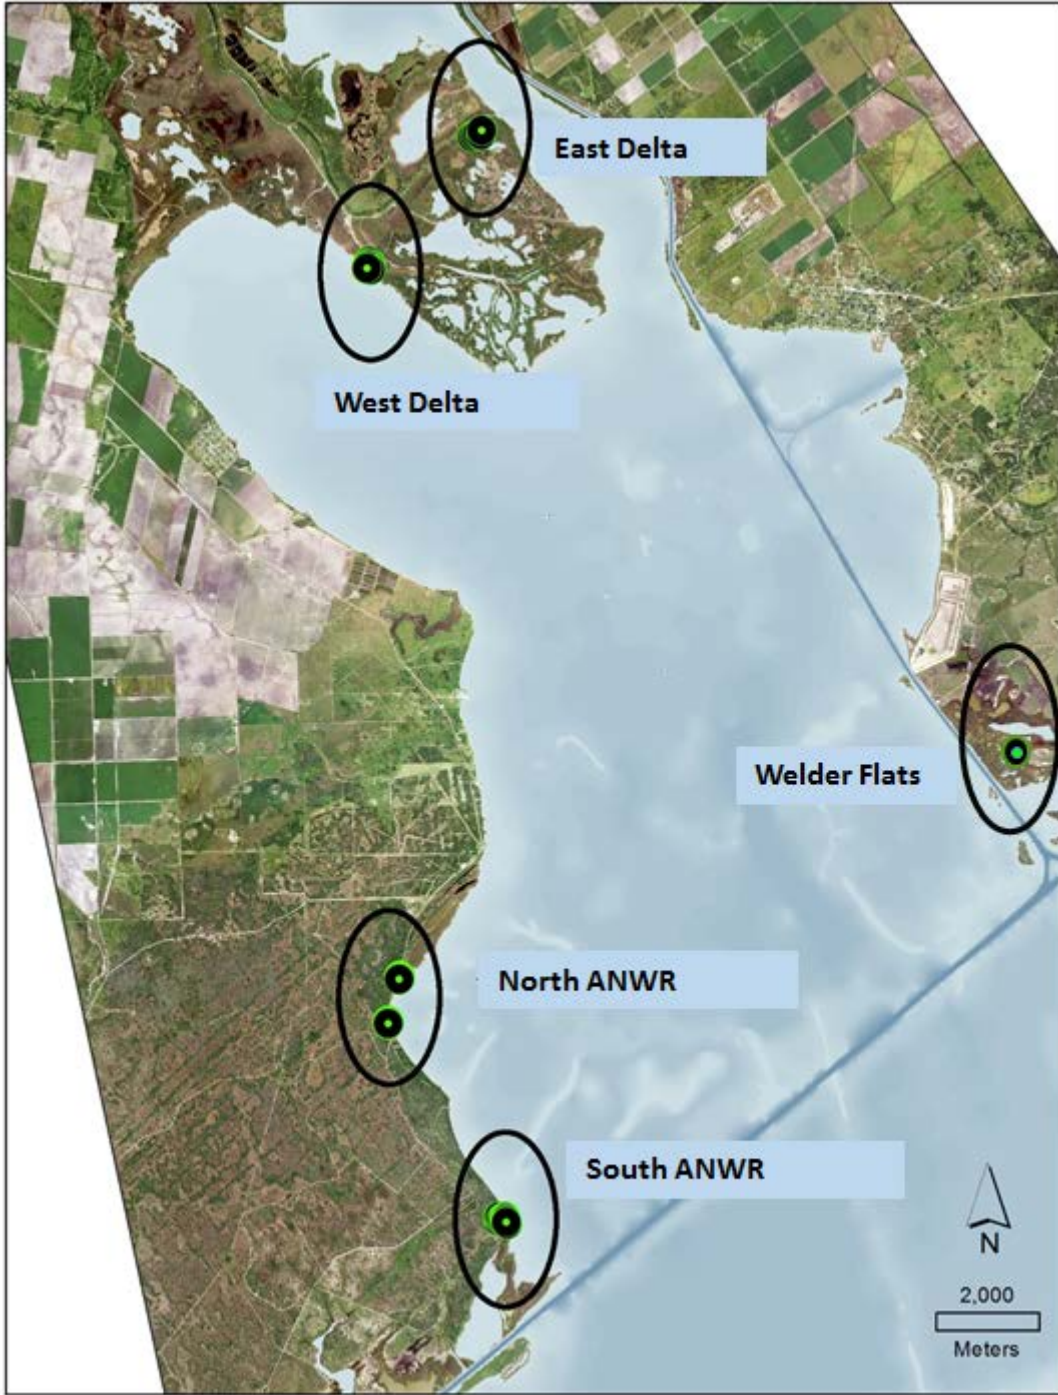 East Delta
West Delta
Welder Flats
North ANWR
South ANWR
N
2,000
Meters